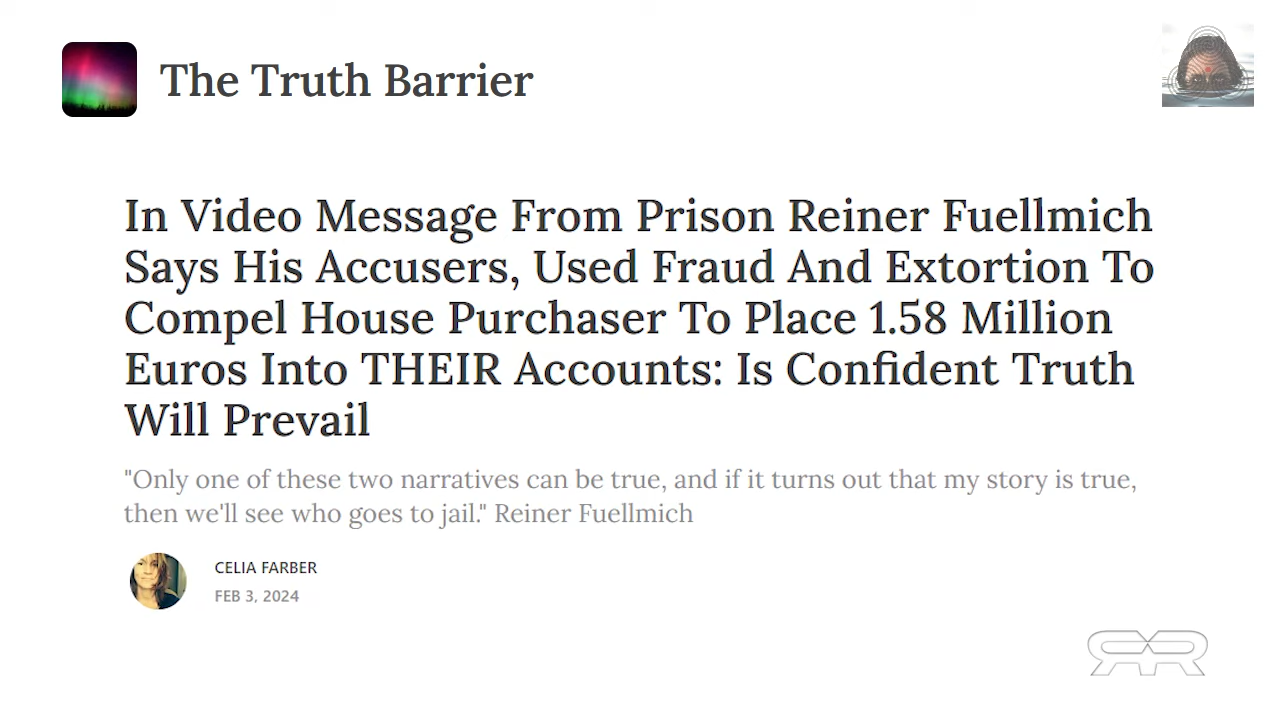 The Truth Barrier
In Video Message From Prison Reiner Fuellmich
Says His Accusers, Used Fraud And Extortion To
Compel House Purchaser To Place 1.58 Million
Euros Into THEIR Accounts: Is Confident Truth
Will Prevail
"Only one of these two narratives can be true, and if it turns out that my story is true,
then we'll see who goes to jail." Reiner Fuellmich
CELIA FARBER
FEB 3, 2024
RR